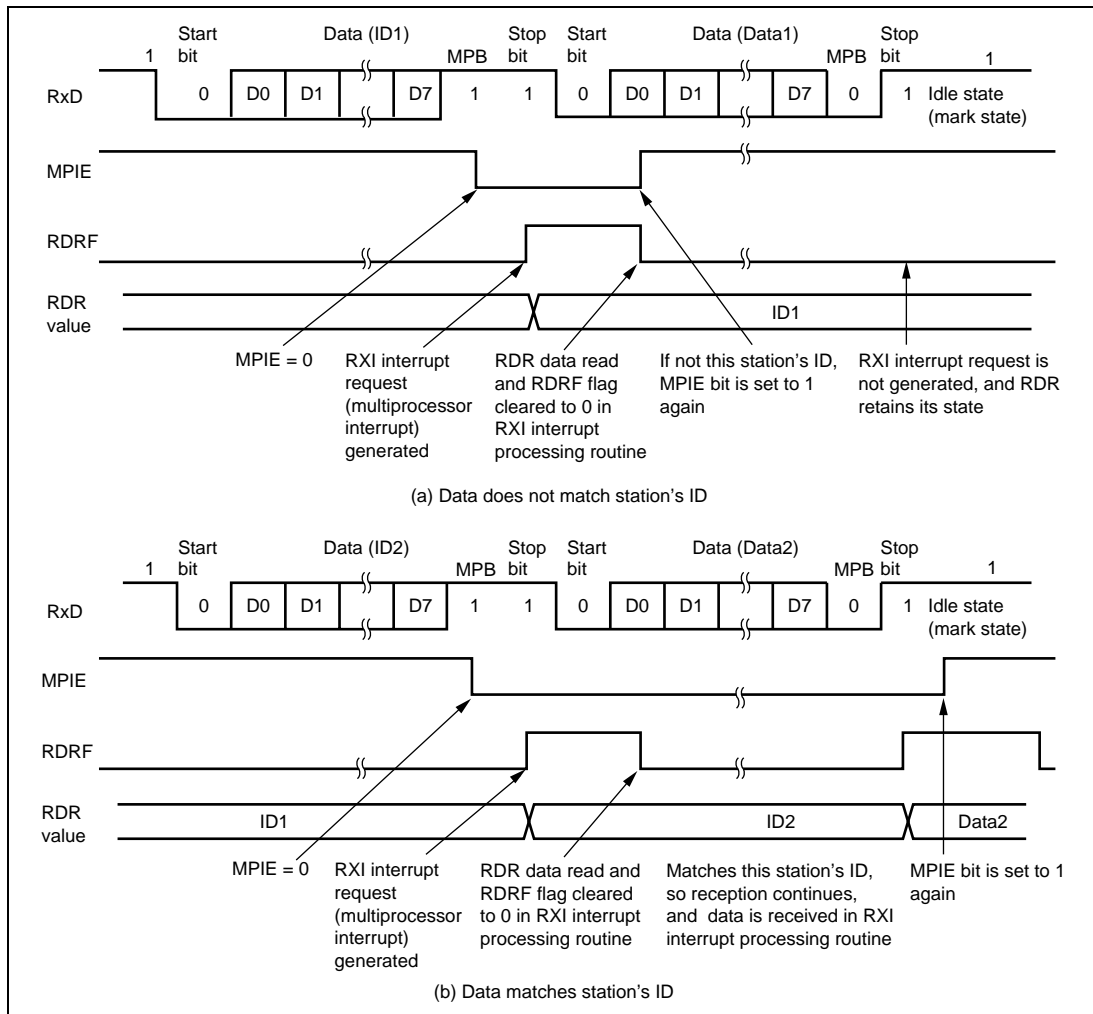 Start bit Data (ID1) MPB Stop bit Start bit Data (Data1) MPB Stop bit
1 1
RxD 0 D0 D1 D7 1 1 0 D0 D1 D7 0 1 Idle state (mark state)
MPIE
RDRF
RDR value ID1
MPIE = 0
RXI interrupt
request
(multiprocessor
interrupt)
generated
RDR data read
and RDRF flag
cleared to 0 in
RXI interrupt
processing routine
If not this station's ID,
MPIE bit is set to 1
again
RXI interrupt request is
not generated, and RDR
retains its state
(a) Data does not match station's ID
Start bit Data (ID2) MPB Stop bit Start bit Data (Data2) MPB Stop bit
1 1
RxD 0 D0 D1 D7 1 1 0 D0 D1 D7 0 1 Idle state (mark state)
MPIE
RDRF
RDR value ID1 ID2 Data2
MPIE = 0
RXI interrupt
request
(multiprocessor
interrupt)
generated
RDR data read and
RDRF flag cleared
to 0 in RXI interrupt
processing routine
Matches this station's ID,
so reception continues,
and data is received in RXI
interrupt processing routine
MPIE bit is set to 1
again
(b) Data matches station's ID